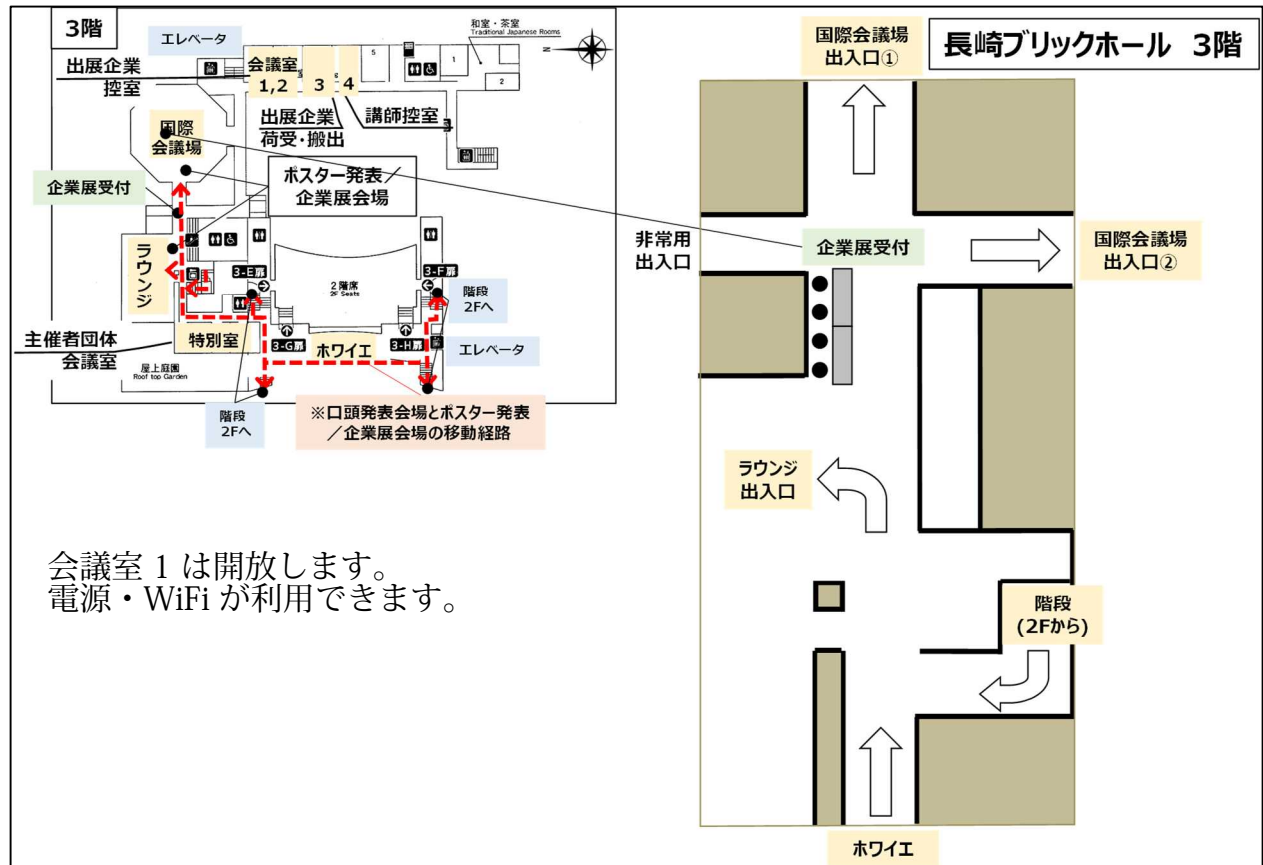 3階
エレベータ
和室・茶室
Traditional Japanese Rooms
N
出展企業
控室
会議室
1,2
3
4
5
1
2
出展企業
荷受・搬出
講師控室
国際
会議場
ポスター発表／
企業展会場
企業展受付
ラウンジ
3-E扉
3-F扉
2階席
2F Seats
階段
2Fへ
3-G扉
3-H扉
ホワイエ
エレベータ
特別室
主催者団体
会議室
屋上庭園
Roof top Garden
階段
2Fへ
※口頭発表会場とポスター発表
／企業展会場の移動経路
会議室 1 は開放します。
電源・WiFi が利用できます。
長崎ブリックホール 3階
国際会議場
出入口①
非常用
出入口
企業展受付
国際会議場
出入口②
ラウンジ
出入口
階段
(2Fから)
ホワイエ